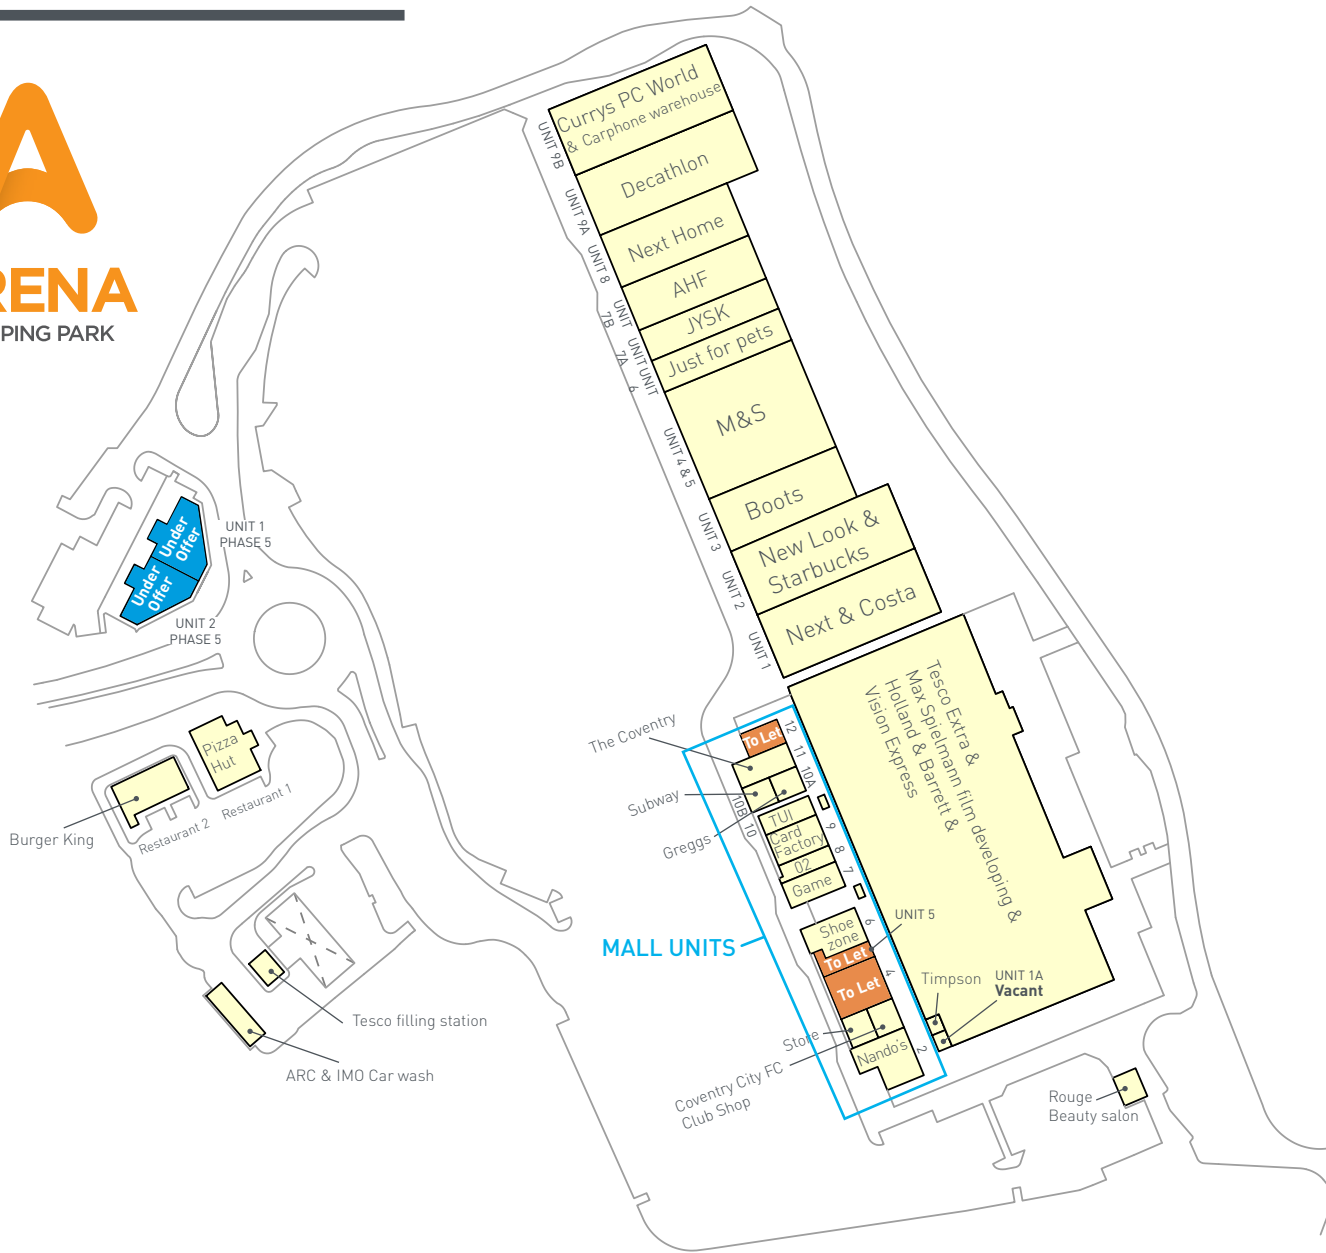 RENA
PING PARK
Currys PC World
& Carphone warehouse
UNIT 9B
Decathlon
UNIT 9A
Next Home
UNIT 8
AHF
UNIT
7B
JYSK
UNIT
7A
Just for pets
UNIT
6
M&S
UNIT 4 & 5
Boots
UNIT 3
New Look &
Starbucks
UNIT 2
Next & Costa
UNIT 1
Under
Offer
UNIT 1
PHASE 5
Under
Offer
UNIT 2
PHASE 5
Tesco Extra &
Max Spielmann film developing &
Holland & Barrett &
Vision Express
Pizza
Hut
Restaurant 1
Burger King
Restaurant 2
The Coventry
To Let
12
11
10A
Subway
10B
10
Greggs
TUI
9
Card
Factory
8
02
7
Game
MALL UNITS
Shoe
zone
6
UNIT 5
To Let
4
To Let
Timpson
UNIT 1A
Vacant
Store
Coventry City FC
Club Shop
Nando's
2
Tesco filling station
ARC & IMO Car wash
Rouge
Beauty salon